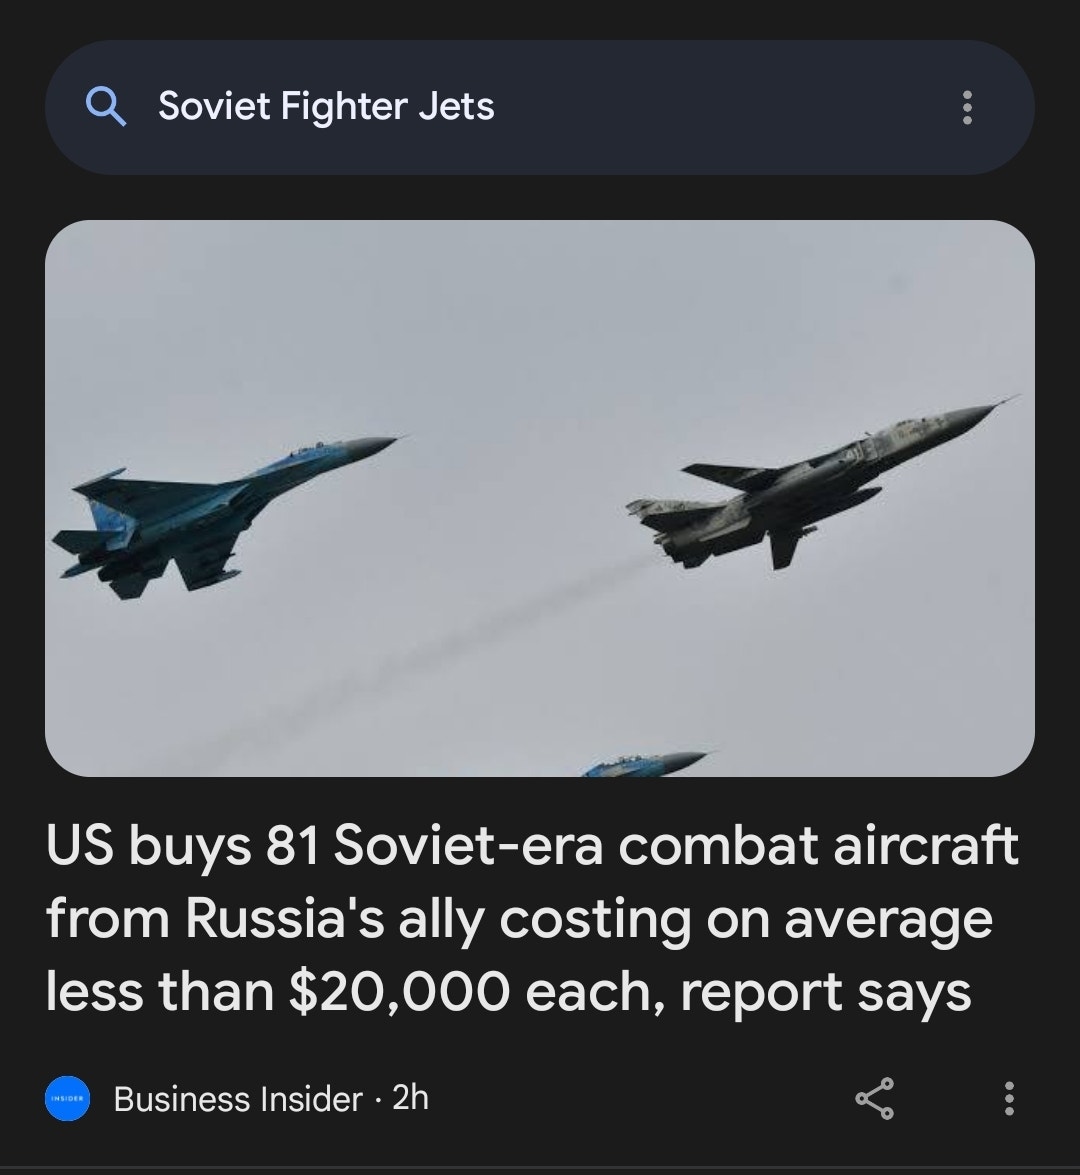 Soviet Fighter Jets
US buys 81 Soviet-era combat aircraft
from Russia's ally costing on average
less than $20,000 each, report says
INSIDER
Business Insider · 2h